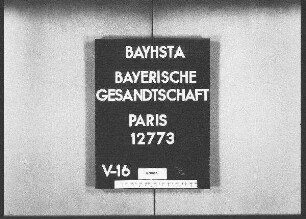 BAYHSTA
BAYERISCHE
GESANDTSCHAFT
PARIS
12773
V-16